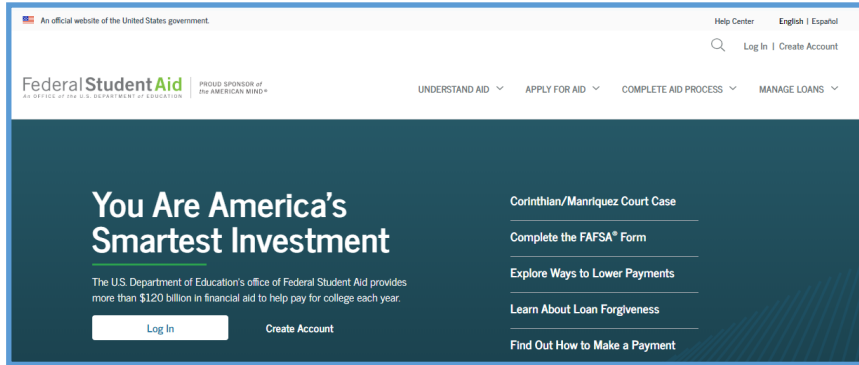 An official website of the United States government.
Help Center English | Español
Log In | Create Account
Federal Student Aid
An OFFICE of the U.S. DEPARTMENT of EDUCATION
PROUD SPONSOR of
the AMERICAN MIND®
UNDERSTAND AID APPLY FOR AID COMPLETE AID PROCESS MANAGE LOANS
You Are America's
Smartest Investment
The U.S. Department of Education's office of Federal Student Aid provides
more than $120 billion in financial aid to help pay for college each year.
Log In Create Account
Corinthian/Manriquez Court Case
Complete the FAFSA® Form
Explore Ways to Lower Payments
Learn About Loan Forgiveness
Find Out How to Make a Payment